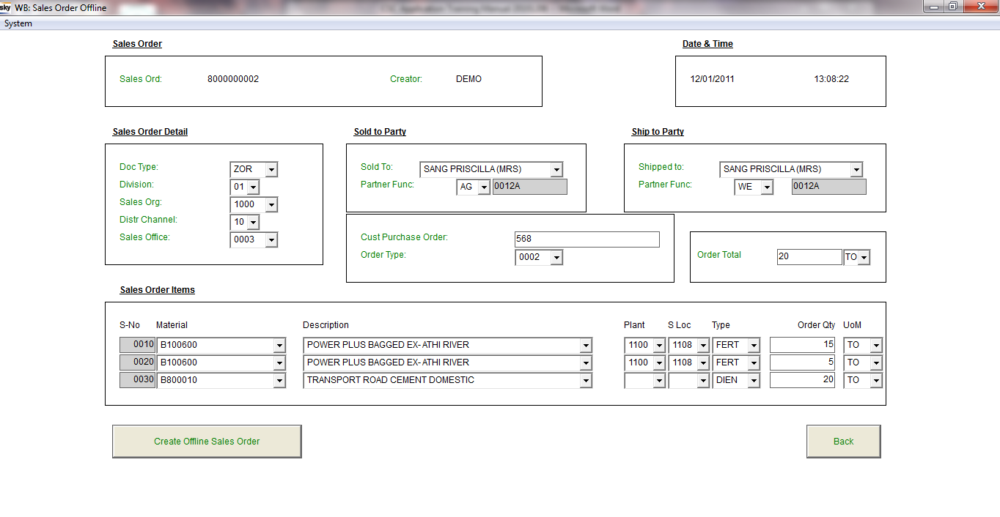 sky WB: Sales Order Offline
System
Sales Order
Date & Time
Sales Ord: 8000000002 Creator: DEMO
12/01/2011 13:08:22
Sales Order Detail
Sold to Party
Ship to Party
Doc Type: ZOR
Division: 01
Sales Org: 1000
Distr Channel: 10
Sales Office: 0003
Sold To: SANG PRISCILLA (MRS)
Partner Func: AG 0012A
Shipped to: SANG PRISCILLA (MRS)
Partner Func: WE 0012A
Cust Purchase Order: 568
Order Type: 0002
Order Total 20 TO
Sales Order Items
S-No Material Description Plant S Loc Type Order Qty UoM
0010 B100600 POWER PLUS BAGGED EX- ATHI RIVER 1100 1108 FERT 15 TO
0020 B100600 POWER PLUS BAGGED EX- ATHI RIVER 1100 1108 FERT 5 TO
0030 B800010 TRANSPORT ROAD CEMENT DOMESTIC DIEN 20 TO
Create Offline Sales Order
Back